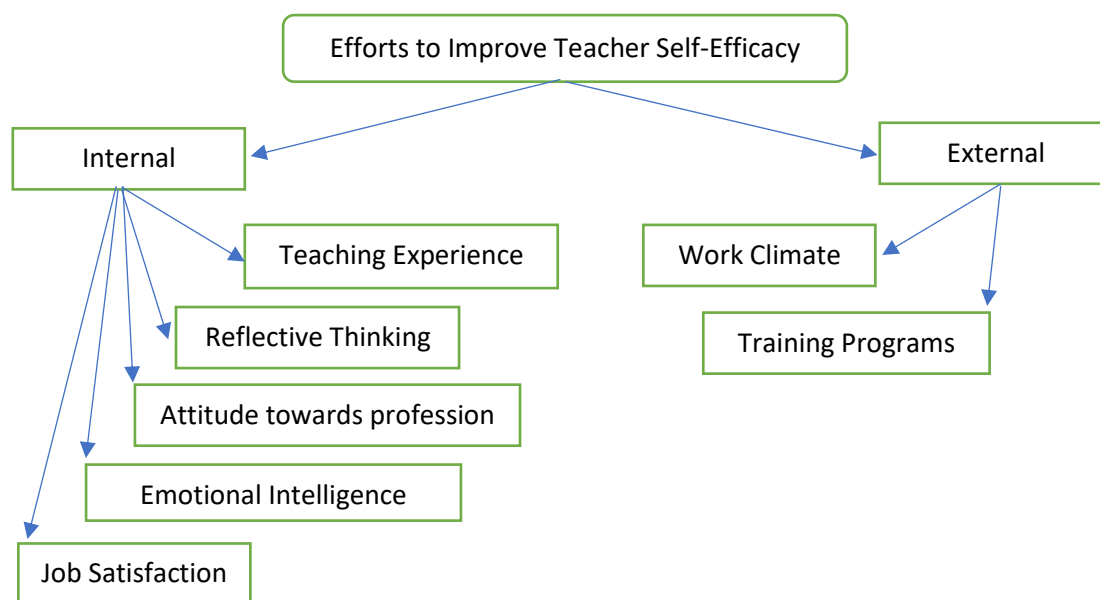 Efforts to Improve Teacher Self-Efficacy
Internal
External
Teaching Experience
Work Climate
Reflective Thinking
Training Programs
Attitude towards profession
Emotional Intelligence
Job Satisfaction